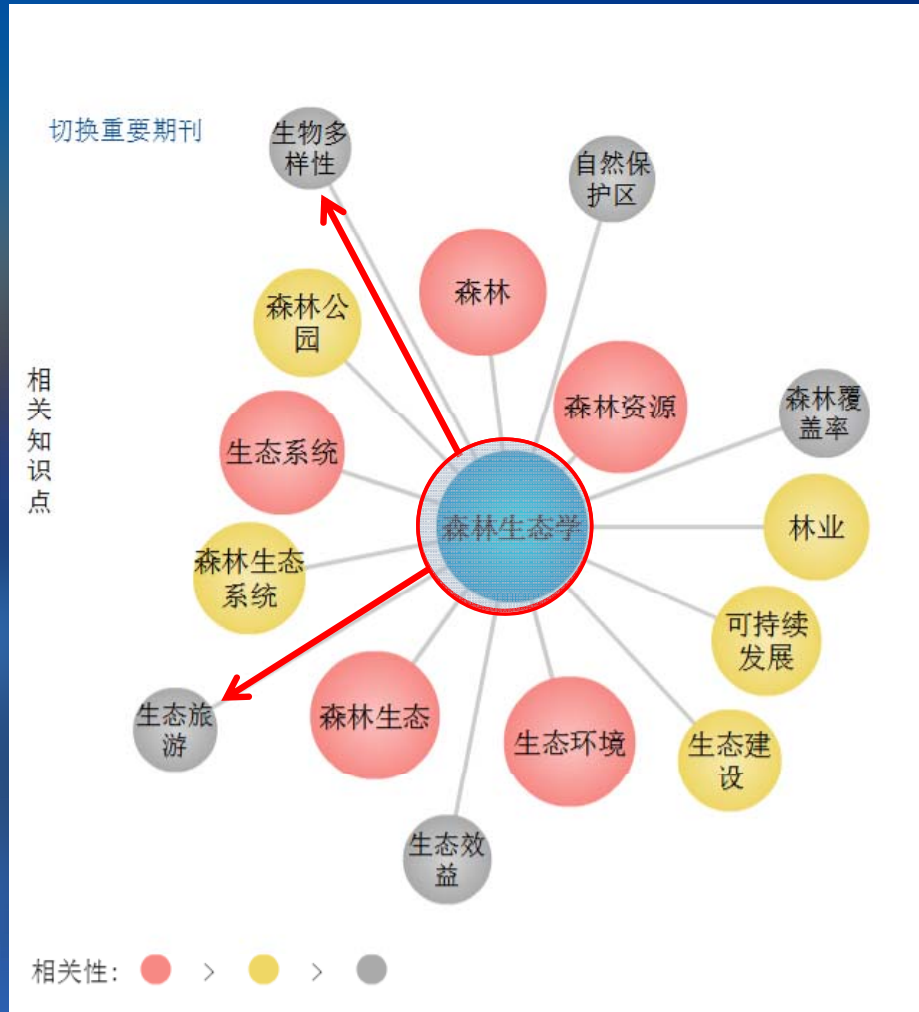 切换重要期刊
生物多
样性
自然保
护区
森林
森林公
园
相
关
知
识
点
森林资源
森林覆
盖率
生态系统
森林生态学
林业
森林生态
系统
可持续
发展
生态旅
游
森林生态
生态环境
生态建
设
生态效
益
相关性: > >